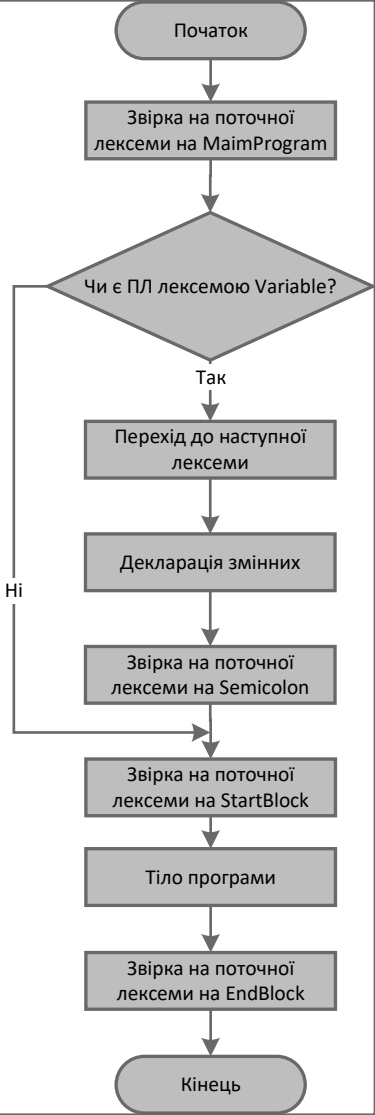 Початок
Звірка на поточної
лексеми на MaimProgram
Чи є ПЛ лексемою Variable?
Так
Перехід до наступної
лексеми
Декларація змінних
Ні
Звірка на поточної
лексеми на Semicolon
Звірка на поточної
лексеми на StartBlock
Тіло програми
Звірка на поточної
лексеми на EndBlock
Кінець